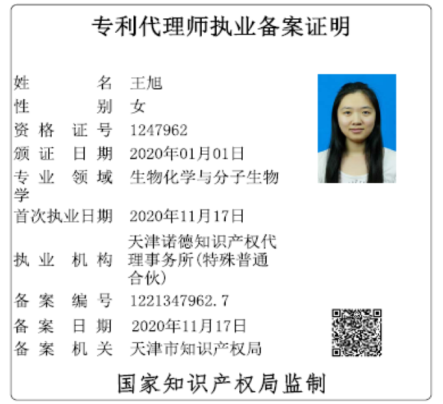 专利代理师执业备案证明
姓 名 王旭
性 别 女
资格证号 1247962
颁证日期 2020年01月01日
专业领域 生物化学与分子生物
学
首次执业日期 2020年11月17日
天津诺德知识产权代
执业机构 理事务所(特殊普通
合伙)
备案编号 1221347962.7
备案日期 2020年11月17日
备案机关 天津市知识产权局
国家知识产权局监制